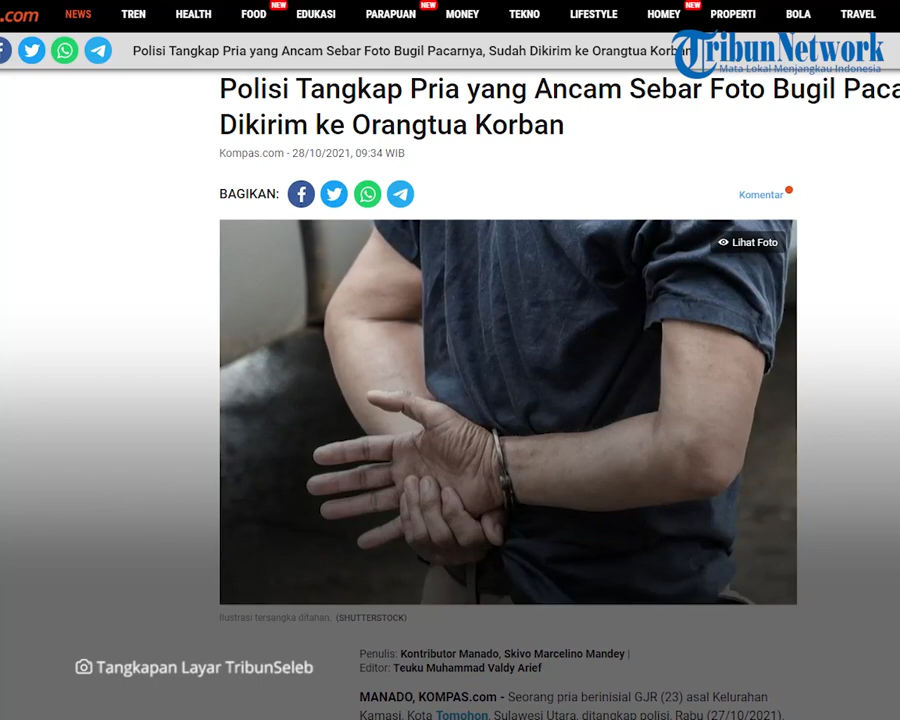 .com NEWS TREN HEALTH FOOD NEW EDUKASI PARAPUAN NEW MONEY TEKNO LIFESTYLE HOMEY NEW PROPERTI BOLA TRAVEL
Polisi Tangkap Pria yang Ancam Sebar Foto Bugil Pacarnya, Sudah Dikirim ke Orangtua Korban
TribunNetwork
Mata Lokal Menjangkau Indonesia
Polisi Tangkap Pria yang Ancam Sebar Foto Bugil Paca
Dikirim ke Orangtua Korban
Kompas.com - 28/10/2021, 09:34 WIB
BAGIKAN:
Komentar
Lihat Foto
Ilustrasi tersangka ditahan. (SHUTTERSTOCK)
Penulis: Kontributor Manado, Skivo Marcelino Mandey |
Editor: Teuku Muhammad Valdy Arief
Tangkapan Layar TribunSeleb
MANADO, KOMPAS.com - Seorang pria berinisial GJR (23) asal Kelurahan
Kamasi, Kota Tomohon, Sulawesi Utara, ditangkap polisi, Rabu (27/10/2021).